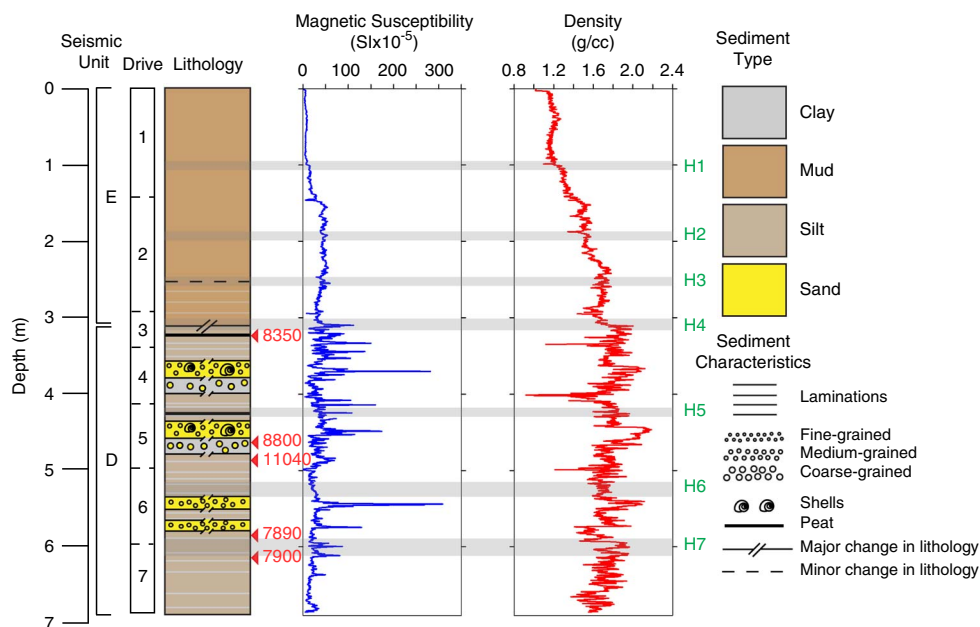 Seismic Unit
Drive
Lithology
Magnetic Susceptibility
(SIx10-5)
0 100 200 300
Density
(g/cc)
0.8 1.2 1.6 2.0 2.4
Sediment
Type
Clay
Mud
Silt
Sand
Sediment
Characteristics
Laminations
Fine-grained
Medium-grained
Coarse-grained
Shells
Peat
Major change in lithology
Minor change in lithology
Depth (m)
0
1
2
3
4
5
6
7
E
D
1
2
3
4
5
6
7
8350
8800
11040
7890
7900
H1
H2
H3
H4
H5
H6
H7